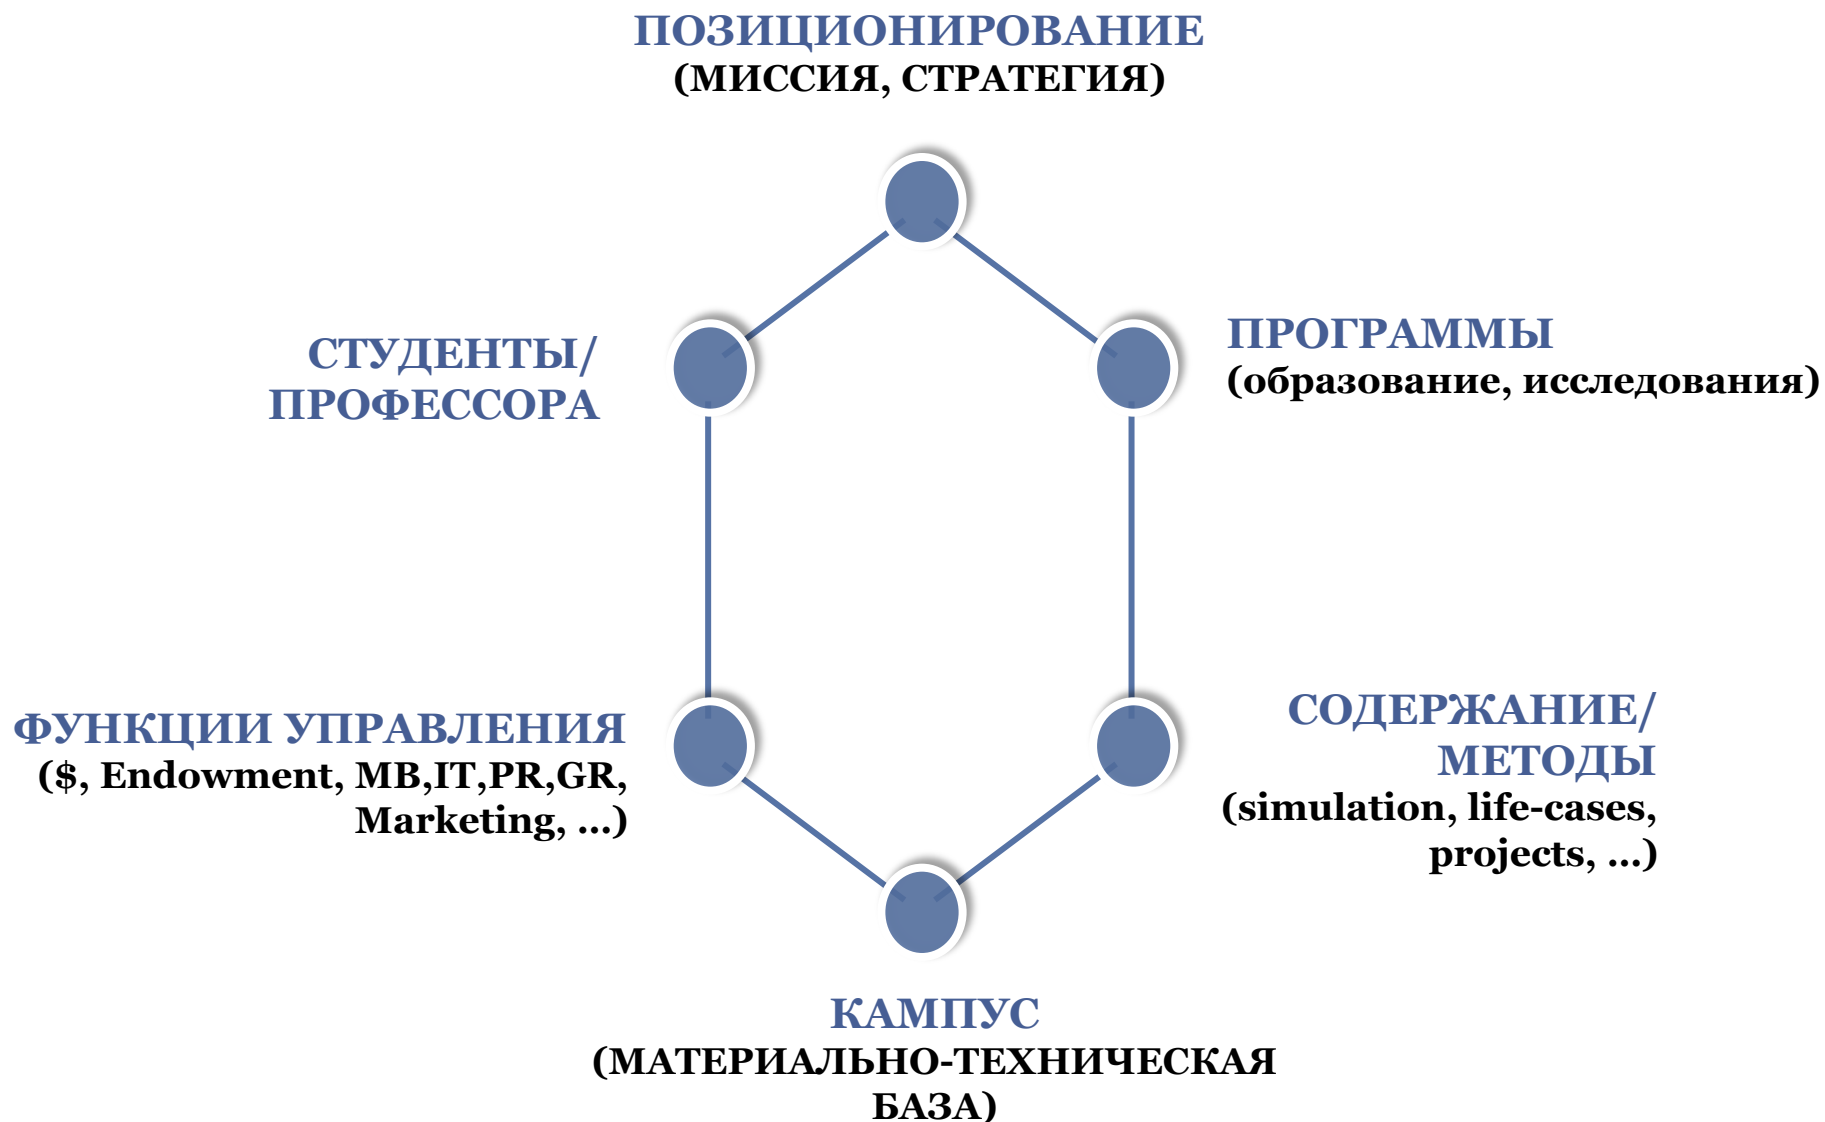 ПОЗИЦИОНИРОВАНИЕ
(МИССИЯ, СТРАТЕГИЯ)
ПРОГРАММЫ
(образование, исследования)
СТУДЕНТЫ/
ПРОФЕССОРА
СОДЕРЖАНИЕ/
МЕТОДЫ
(simulation, life-cases,
projects, ...)
ФУНКЦИИ УПРАВЛЕНИЯ
($, Endowment, MB,IT,PR,GR,
Marketing, ...)
КАМПУС
(МАТЕРИАЛЬНО-ТЕХНИЧЕСКАЯ
БАЗА)